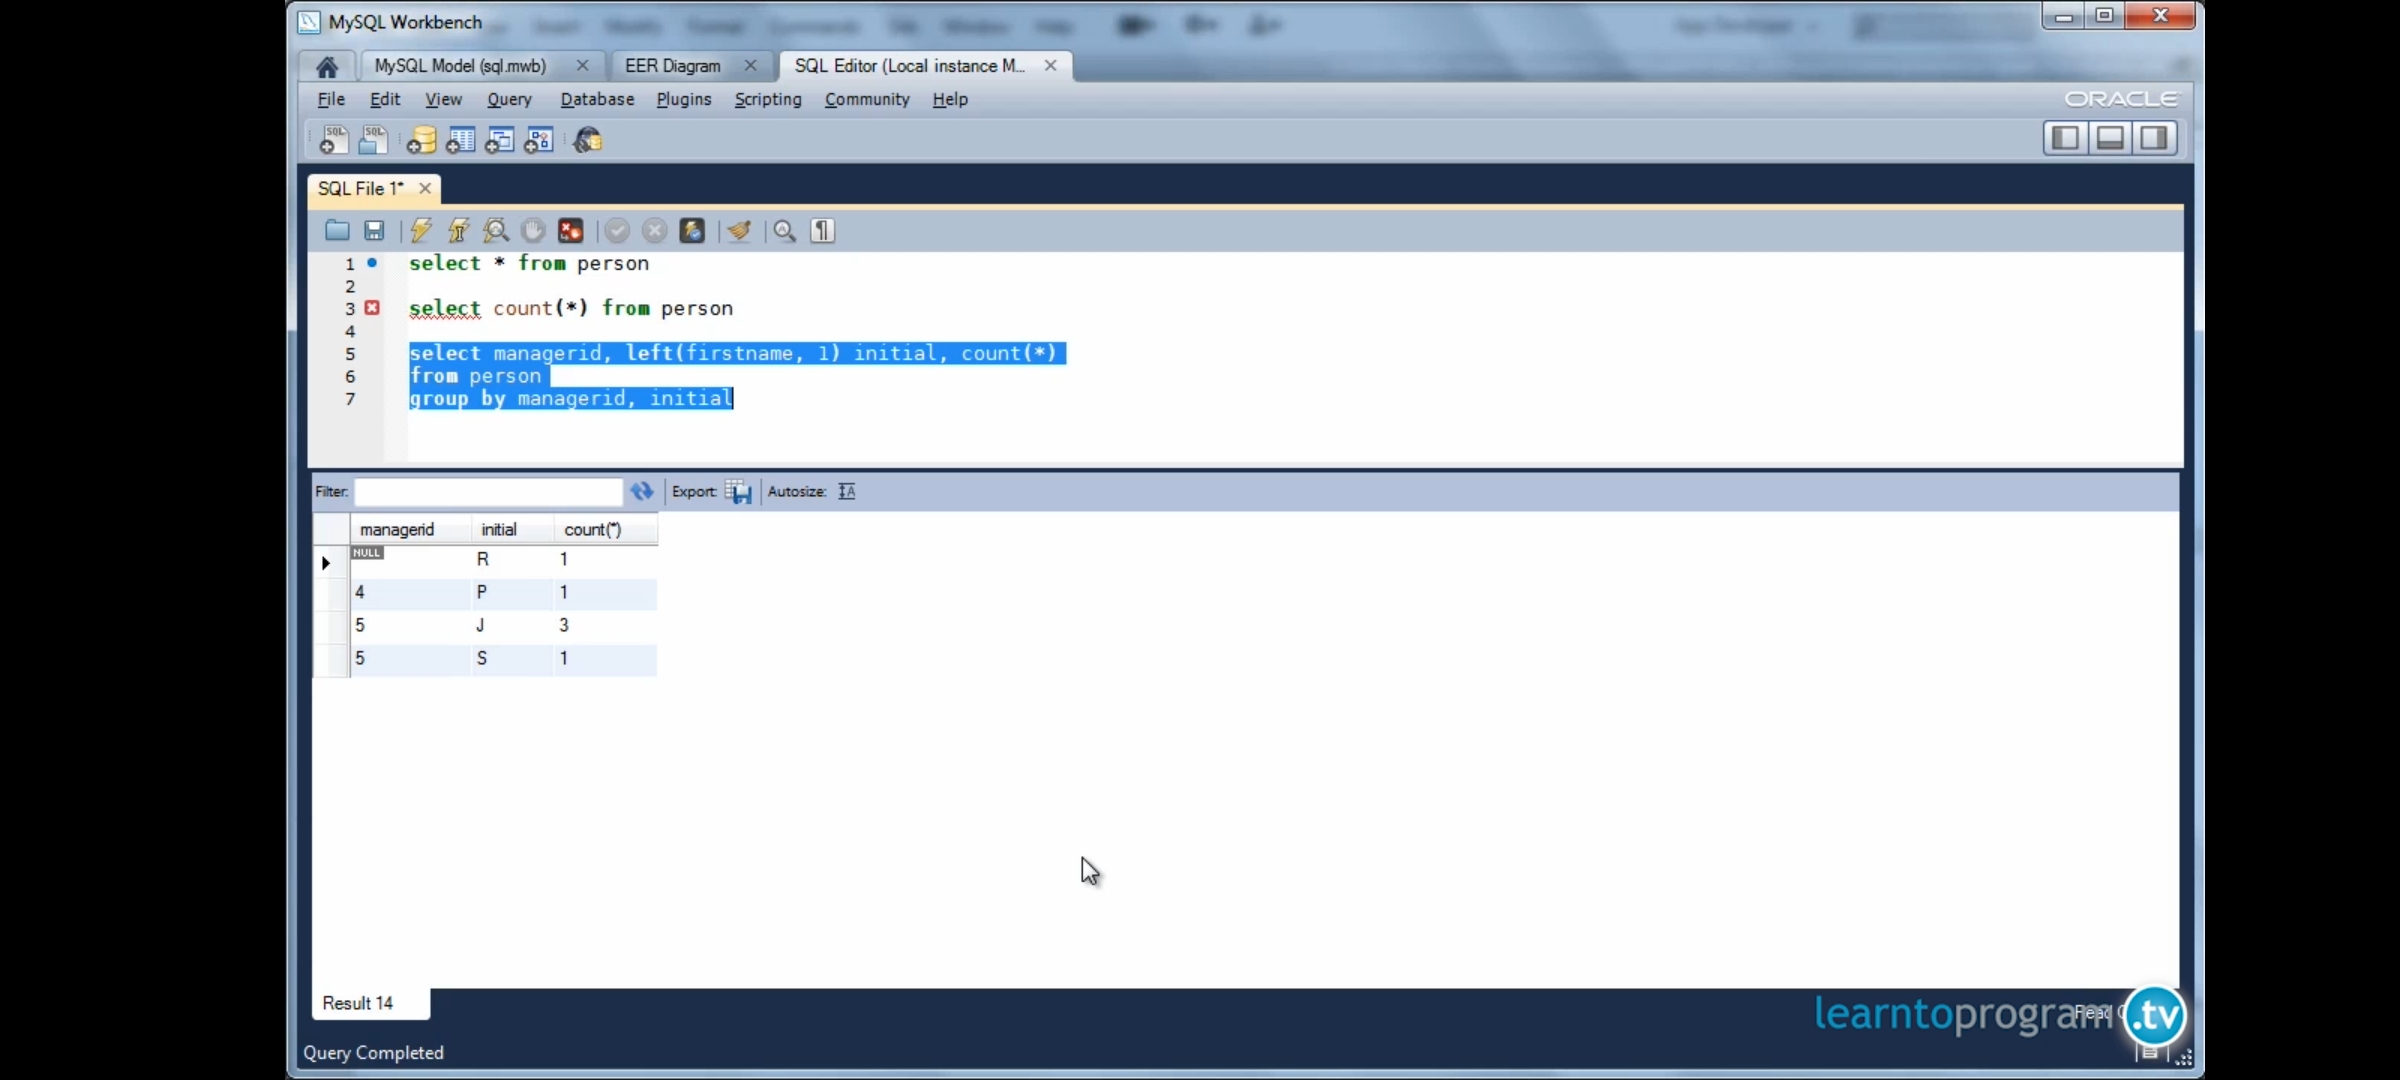 MySQL Workbench
MySQL Model (sql.mwb)
EER Diagram
SQL Editor (Local instance M...
File Edit View Query Database Plugins Scripting Community Help
ORACLE
SQL SQL
SQL File 1*
1 select * from person
2
3 select count(*) from person
4
5 select managerid, left(firstname, 1) initial, count(*)
6 from person
7 group by managerid, initial
Filter: Export: Autosize:
managerid initial count(*)
NULL R 1
4 P 1
5 J 3
5 S 1
Result 14
learntoprogram.tv
Query Completed